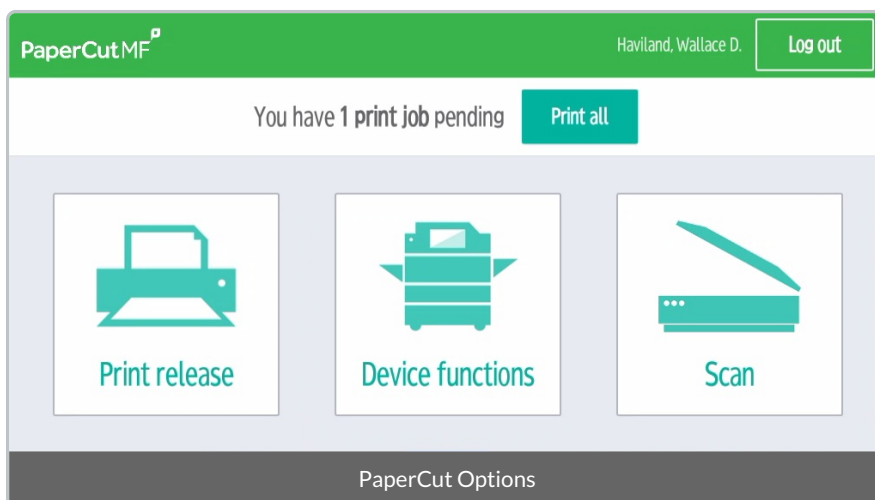 PaperCut MF
Haviland, Wallace D.
Log out
You have 1 print job pending
Print all
Print release
Device functions
Scan
PaperCut Options